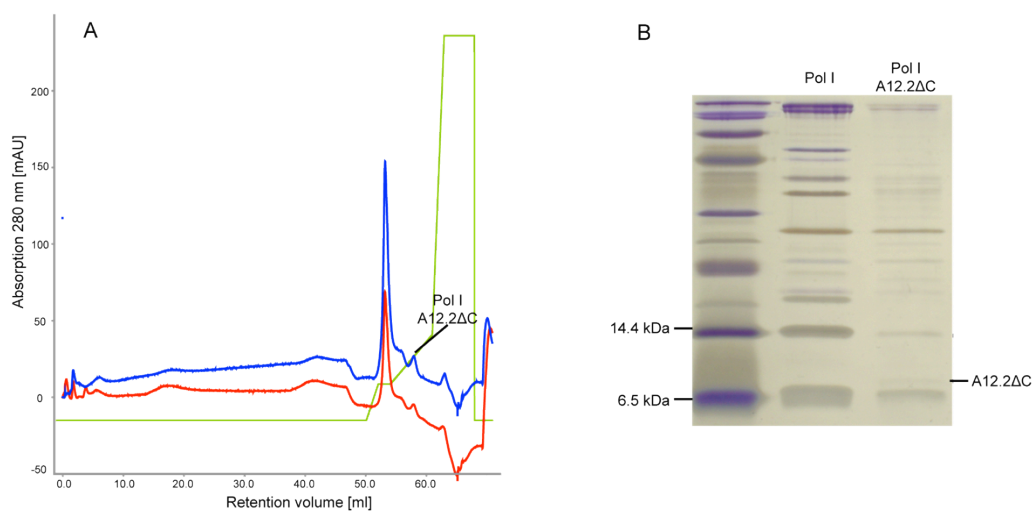 A
Absorption 280 nm [mAU]
200
150
100
50
0
-50
0.0 10.0 20.0 30.0 40.0 50.0 60.0
Retention volume [ml]
Pol I
A12.2ΔC
B
Pol I
Pol I
A12.2ΔC
14.4 kDa
6.5 kDa
A12.2ΔC